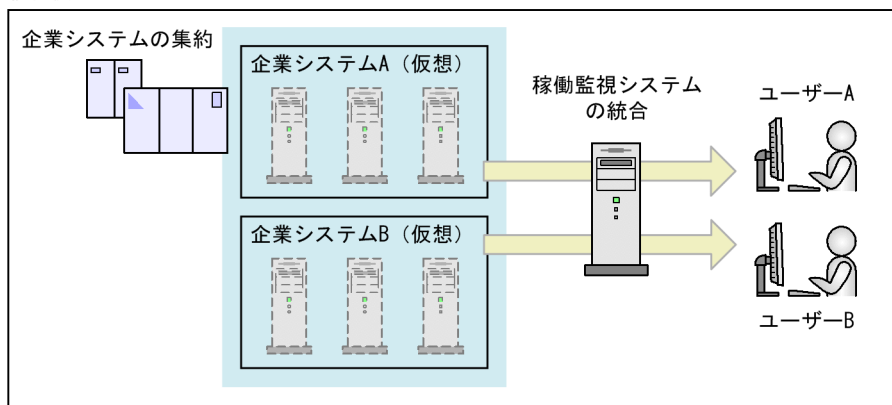 企業システムの集約
企業システムA（仮想）
稼働監視システム
の統合
ユーザーA
企業システムB（仮想）
ユーザーB